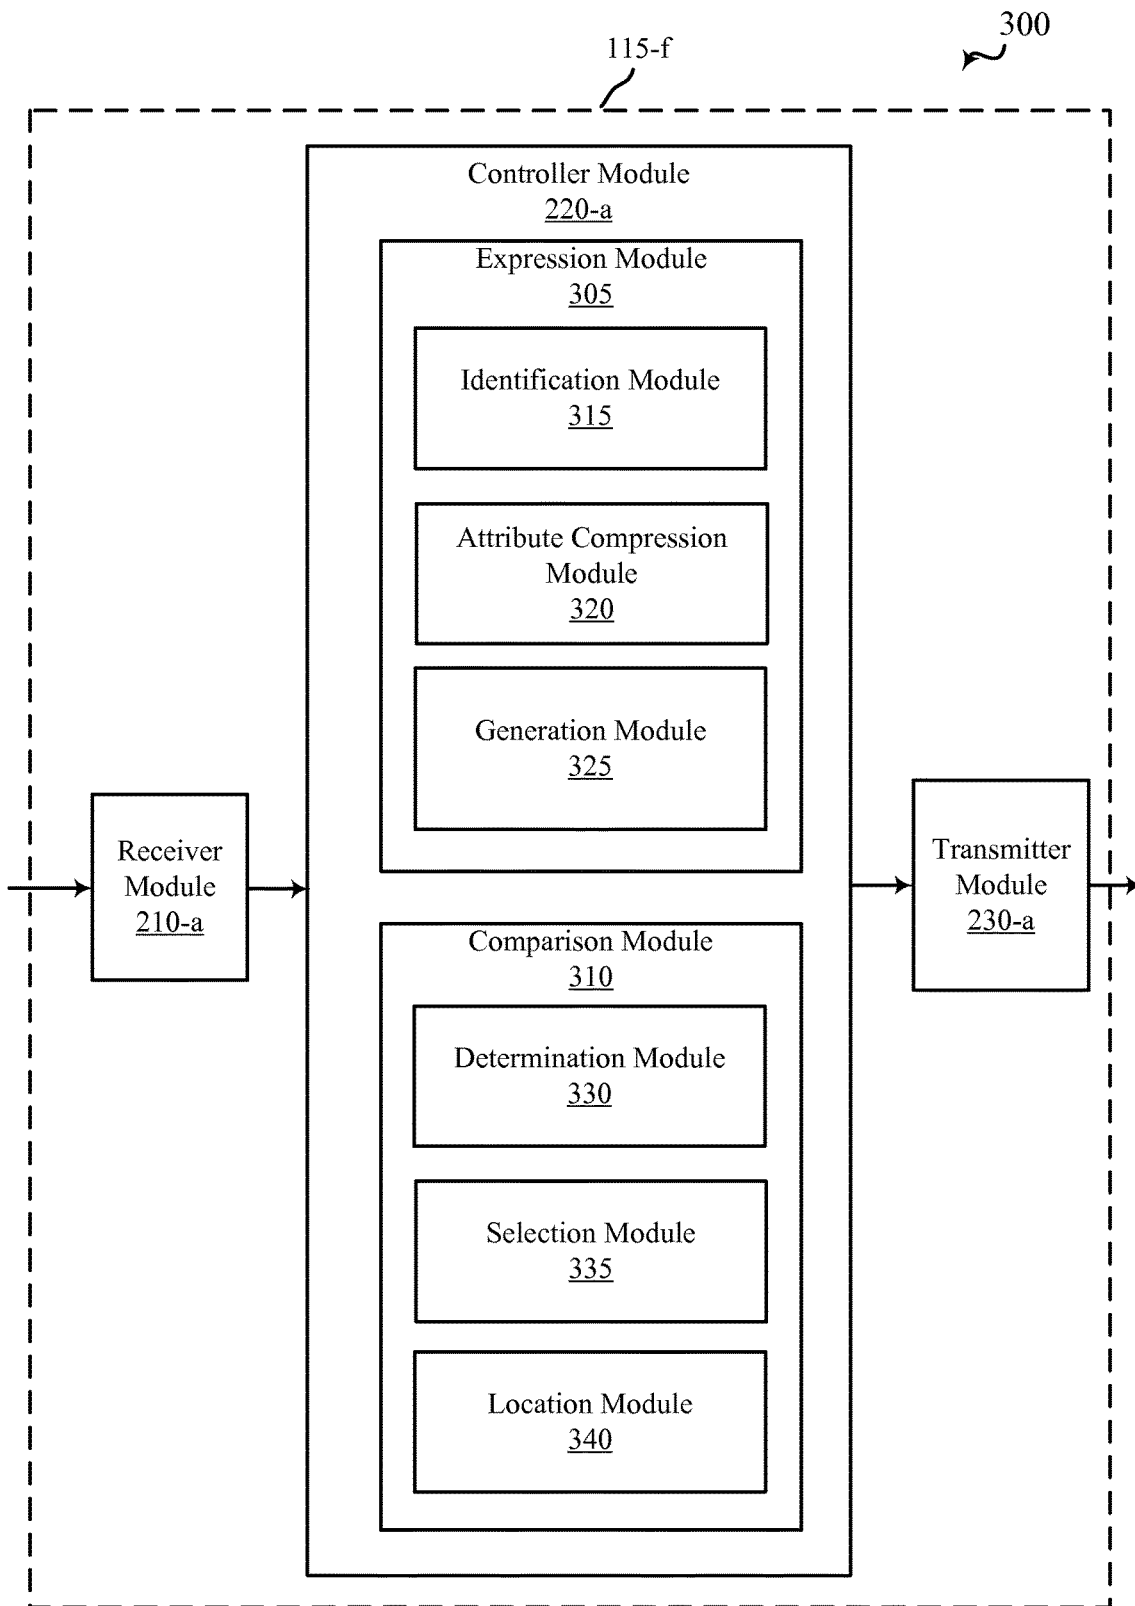 300
115-f
Controller Module
220-a
Expression Module
305
Identification Module
315
Attribute Compression
Module
320
Generation Module
325
Receiver
Module
210-a
Transmitter
Module
230-a
Comparison Module
310
Determination Module
330
Selection Module
335
Location Module
340